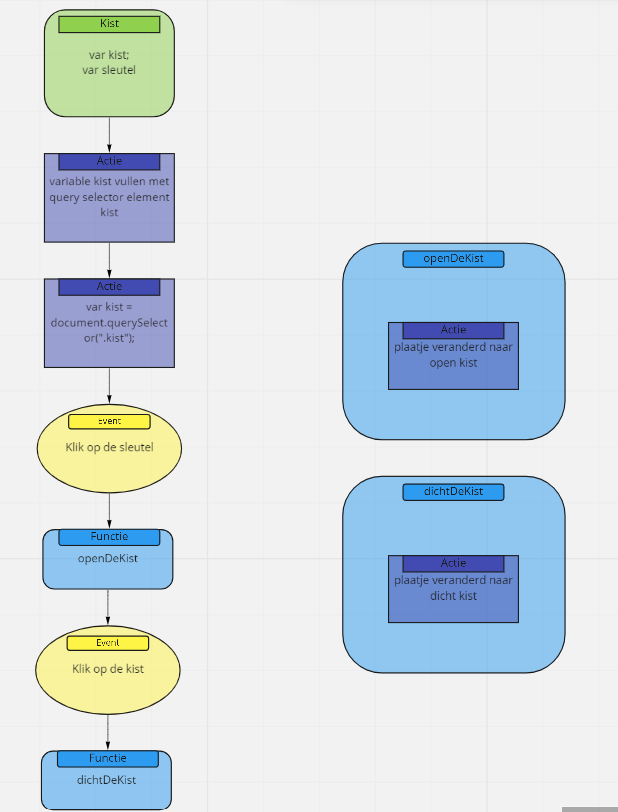 Kist
var kist;
var sleutel
Actie
variable kist vullen met
query selector element
kist
Actie
var kist =
document.querySelect
or(".kist");
Event
Klik op de sleutel
Functie
openDeKist
Event
Klik op de kist
Functie
dichtDeKist
openDeKist
Actie
plaatje veranderd naar
open kist
dichtDeKist
Actie
plaatje veranderd naar
dicht kist